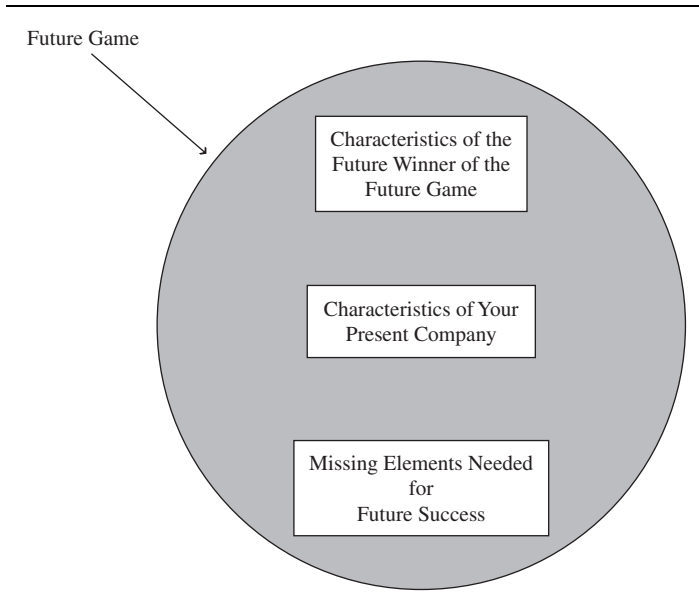 Future Game
Characteristics of the
Future Winner of the
Future Game
Characteristics of Your
Present Company
Missing Elements Needed
for
Future Success